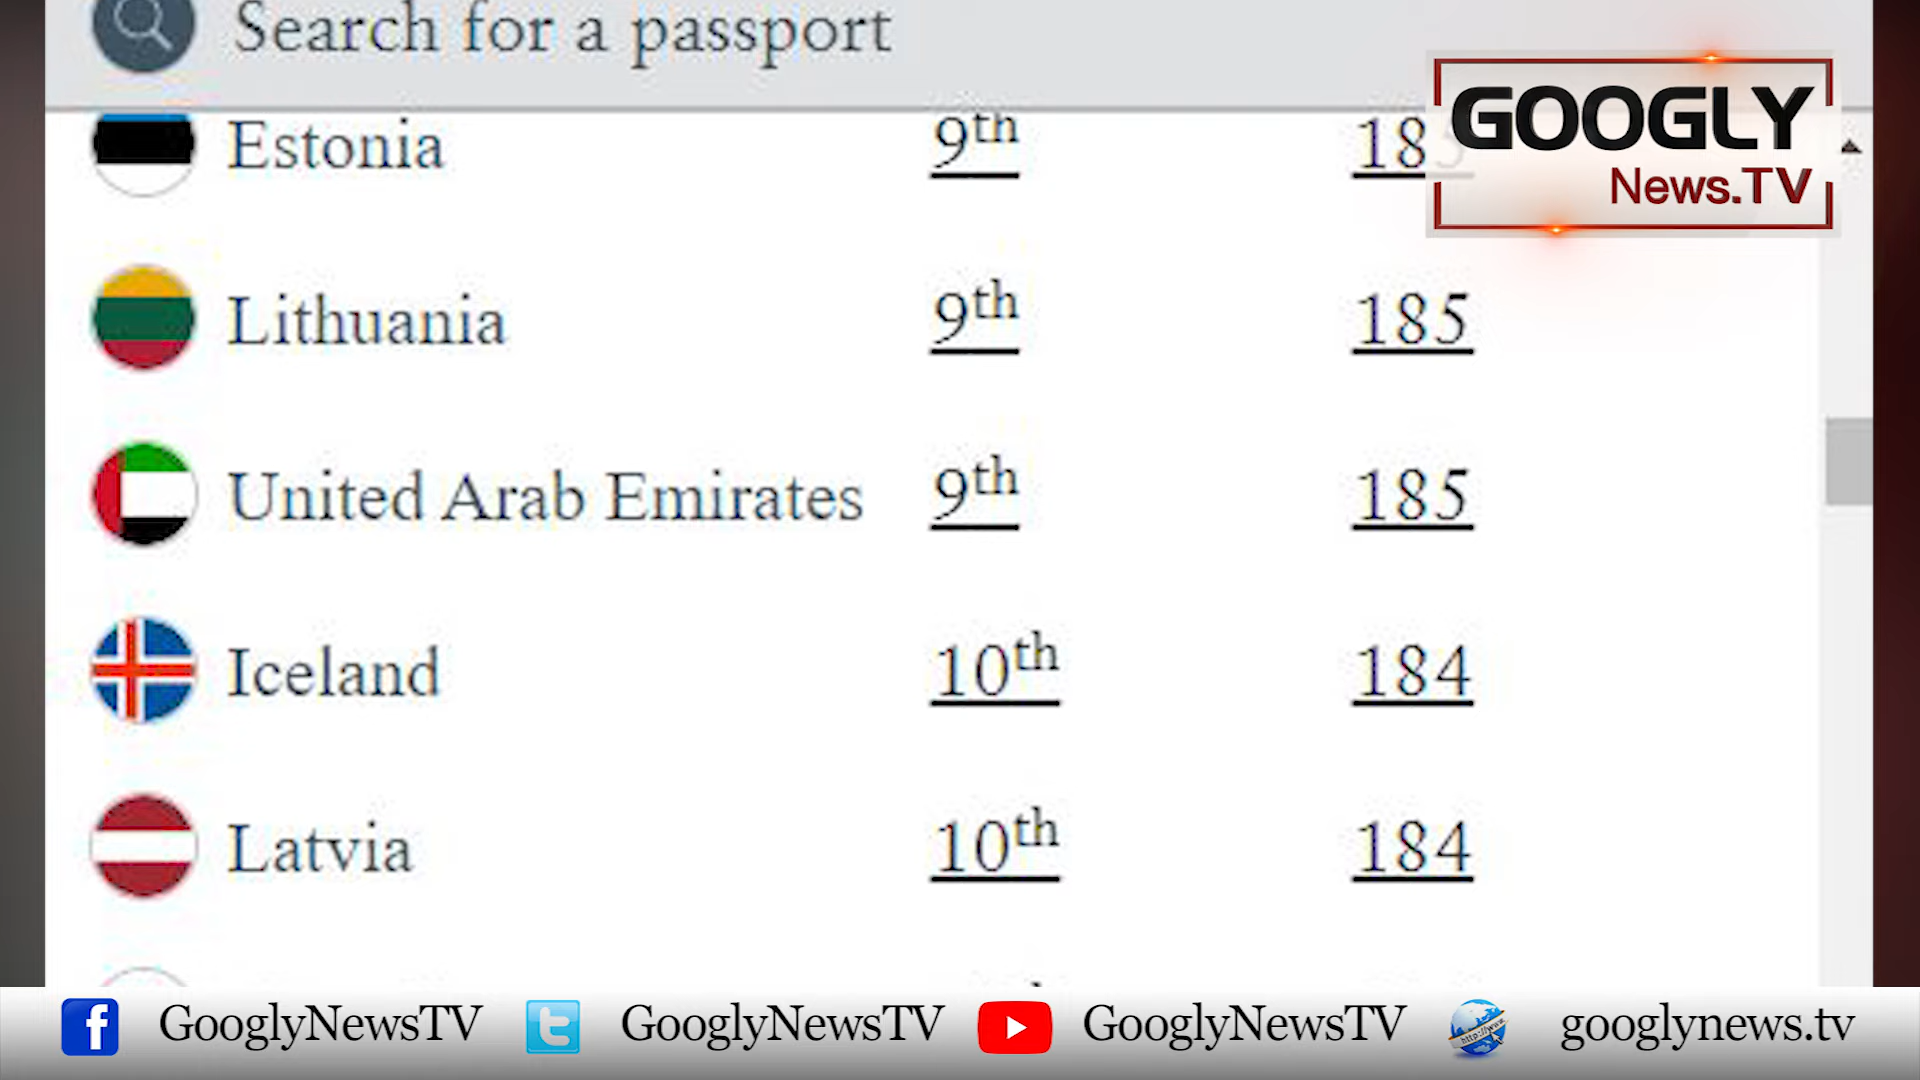 Search for a passport
GOOGLY
News.TV
Estonia 9th 185
Lithuania 9th 185
United Arab Emirates 9th 185
Iceland 10th 184
Latvia 10th 184
GooglyNewsTV GooglyNewsTV GooglyNewsTV googlynews.tv